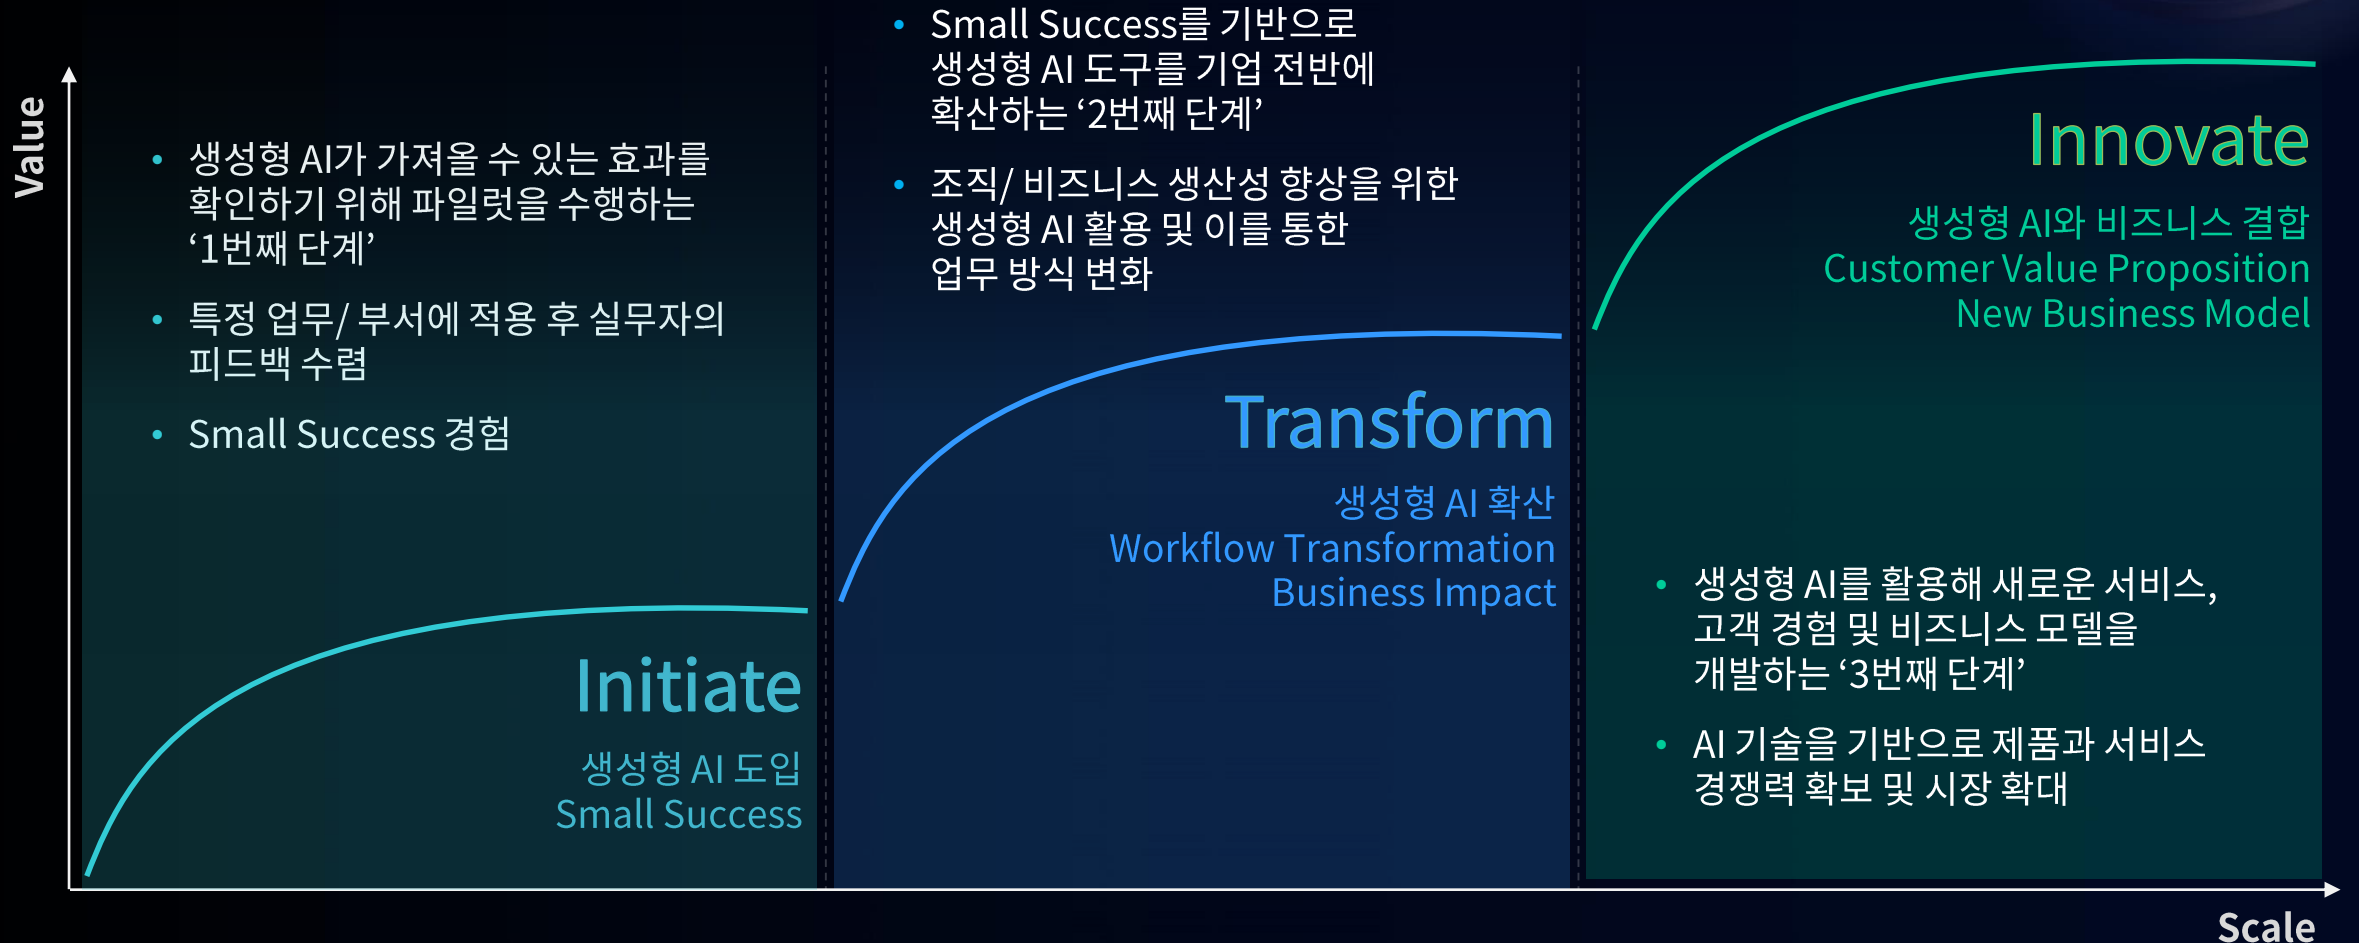 Value
• 생성형 AI가 가져올 수 있는 효과를
확인하기 위해 파일럿을 수행하는
‘1번째 단계’
• 특정 업무/ 부서에 적용 후 실무자의
피드백 수렴
• Small Success 경험
Initiate
생성형 AI 도입
Small Success
• Small Success를 기반으로
생성형 AI 도구를 기업 전반에
확산하는 ‘2번째 단계’
• 조직/ 비즈니스 생산성 향상을 위한
생성형 AI 활용 및 이를 통한
업무 방식 변화
Transform
생성형 AI 확산
Workflow Transformation
Business Impact
Innovate
생성형 AI와 비즈니스 결합
Customer Value Proposition
New Business Model
• 생성형 AI를 활용해 새로운 서비스,
고객 경험 및 비즈니스 모델을
개발하는 ‘3번째 단계’
• AI 기술을 기반으로 제품과 서비스
경쟁력 확보 및 시장 확대
Scale